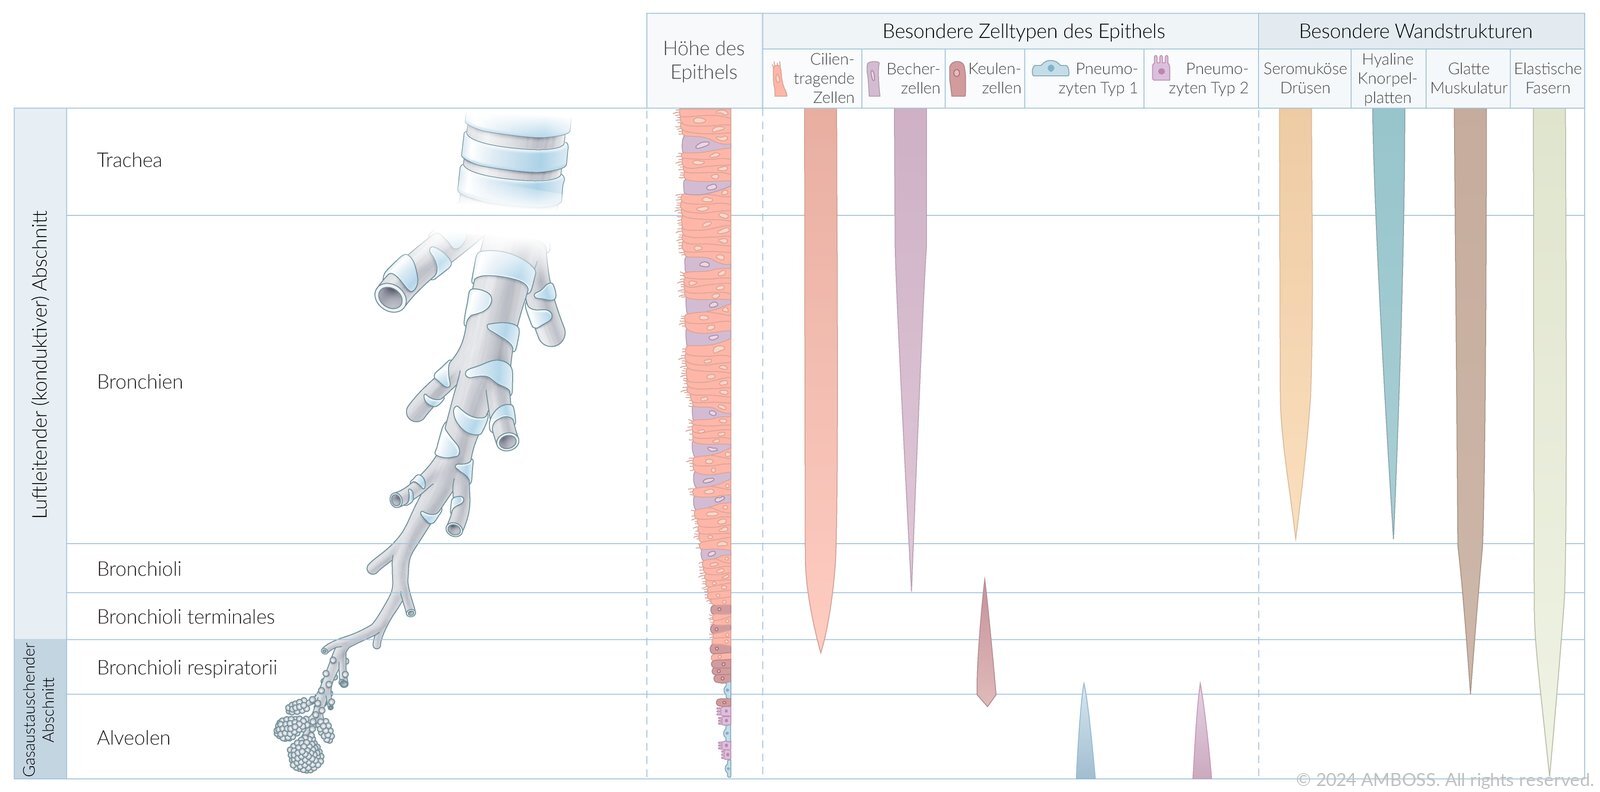 Höhe des
Epithels
Besondere Zelltypen des Epithels
Besondere Wandstrukturen
Cilien-
tragende
Zellen
Becher-
zellen
Keulen-
zellen
Pneumo-
zyten Typ 1
Pneumo-
zyten Typ 2
Seromuköse
Drüsen
Hyaline
Knorpel-
platten
Glatte
Muskulatur
Elastische
Fasern
Luftleitender (konduktiver) Abschnitt
Trachea
Bronchien
Bronchioli
Bronchioli terminales
Gasaustauschender
Abschnitt
Bronchioli respiratorii
Alveolen
© 2024 AMBOSS. All rights reserved.